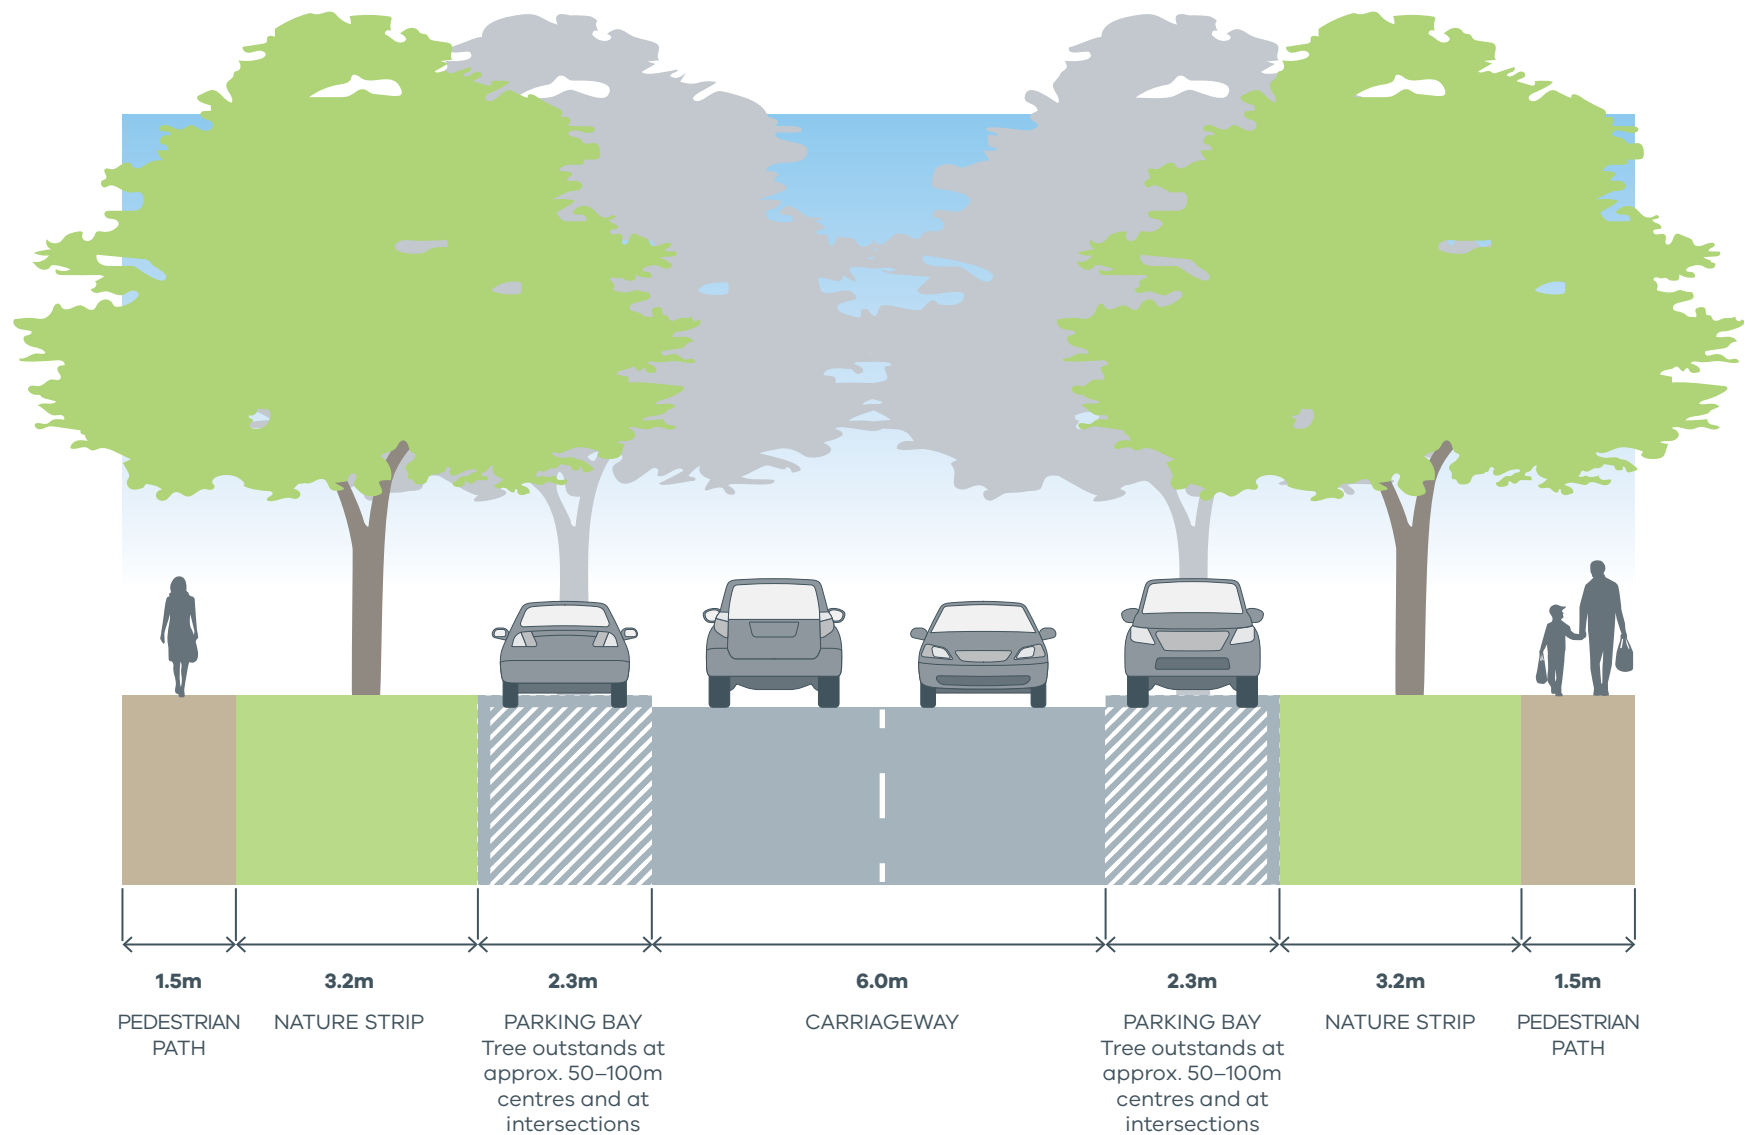 1.5m
3.2m
2.3m
6.0m
2.3m
3.2m
1.5m
PEDESTRIAN
PATH
NATURE STRIP
PARKING BAY
Tree outstands at
approx. 50–100m
centres and at
intersections
CARRIAGEWAY
PARKING BAY
Tree outstands at
approx. 50–100m
centres and at
intersections
NATURE STRIP
PEDESTRIAN
PATH